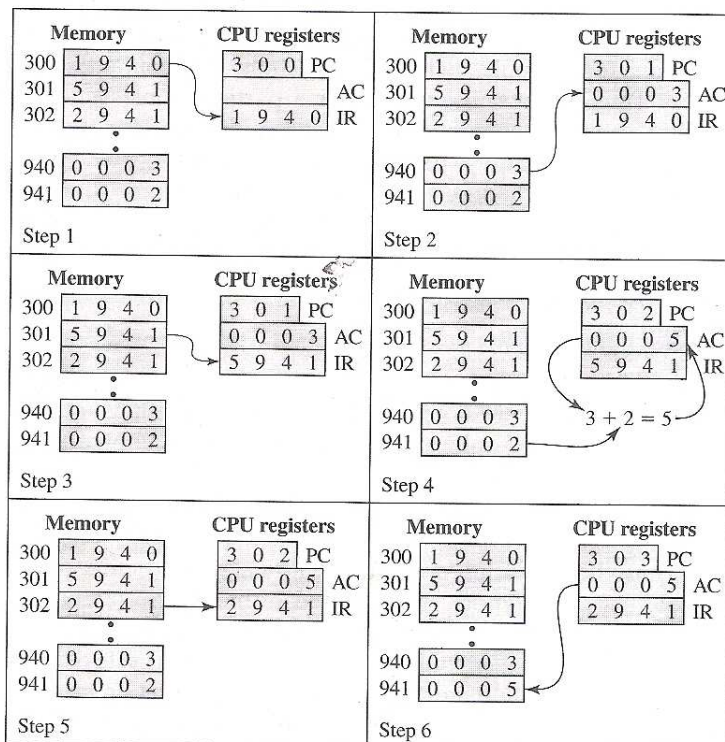 Memory CPU registers
300 1 9 4 0 3 0 0 PC
301 5 9 4 1 AC
302 2 9 4 1 1 9 4 0 IR
940 0 0 0 3
941 0 0 0 2
Step 1
Memory CPU registers
300 1 9 4 0 3 0 1 PC
301 5 9 4 1 0 0 0 3 AC
302 2 9 4 1 1 9 4 0 IR
940 0 0 0 3
941 0 0 0 2
Step 2
Memory CPU registers
300 1 9 4 0 3 0 1 PC
301 5 9 4 1 0 0 0 3 AC
302 2 9 4 1 5 9 4 1 IR
940 0 0 0 3
941 0 0 0 2
Step 3
Memory CPU registers
300 1 9 4 0 3 0 2 PC
301 5 9 4 1 0 0 0 5 AC
302 2 9 4 1 5 9 4 1 IR
940 0 0 0 3 3 + 2 = 5
941 0 0 0 2
Step 4
Memory CPU registers
300 1 9 4 0 3 0 2 PC
301 5 9 4 1 0 0 0 5 AC
302 2 9 4 1 2 9 4 1 IR
940 0 0 0 3
941 0 0 0 2
Step 5
Memory CPU registers
300 1 9 4 0 3 0 3 PC
301 5 9 4 1 0 0 0 5 AC
302 2 9 4 1 2 9 4 1 IR
940 0 0 0 3
941 0 0 0 5
Step 6